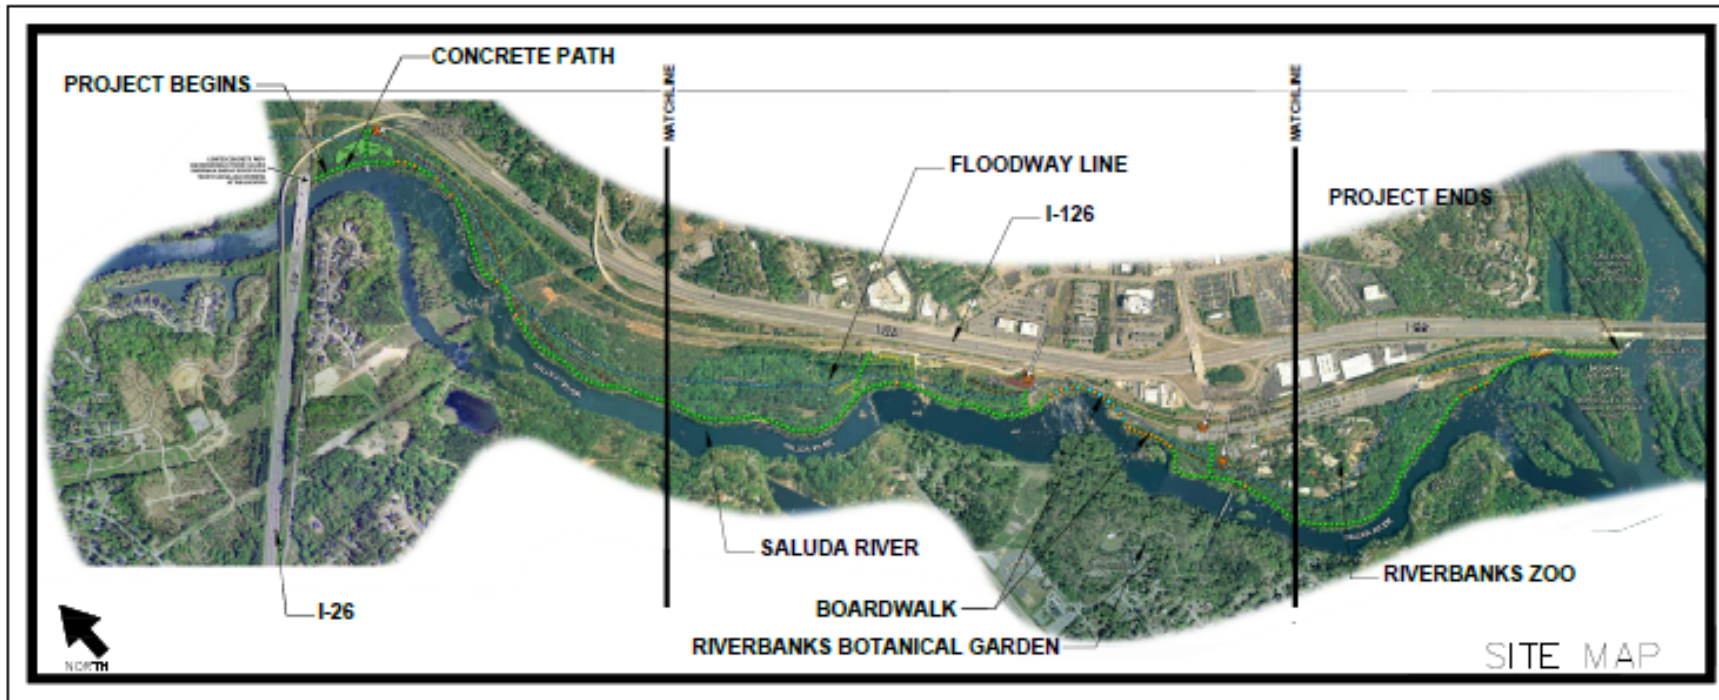 CONCRETE PATH
PROJECT BEGINS
MATCHLINE
MATCHLINE
FLOODWAY LINE
PROJECT ENDS
I-126
SALUDA RIVER
RIVERBANKS ZOO
BOARDWALK
I-26
RIVERBANKS BOTANICAL GARDEN
NORTH
SITE MAP